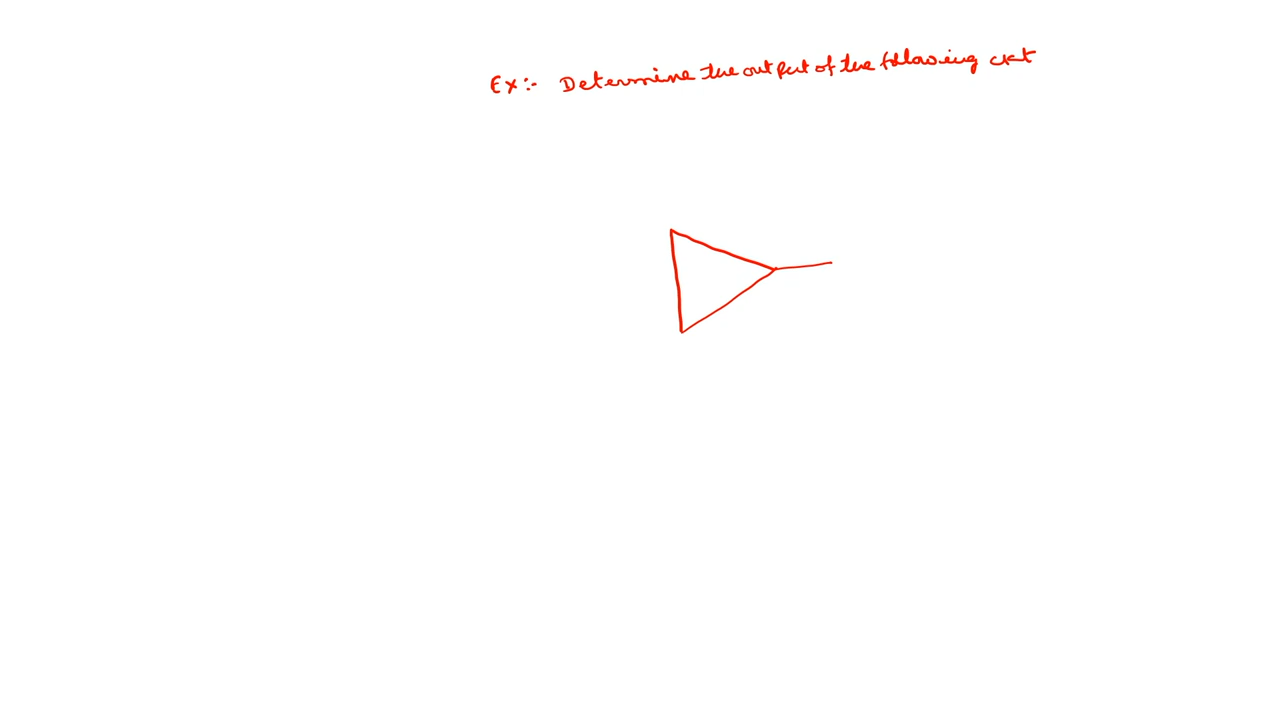 Ex:- Determine the output of the following ckt